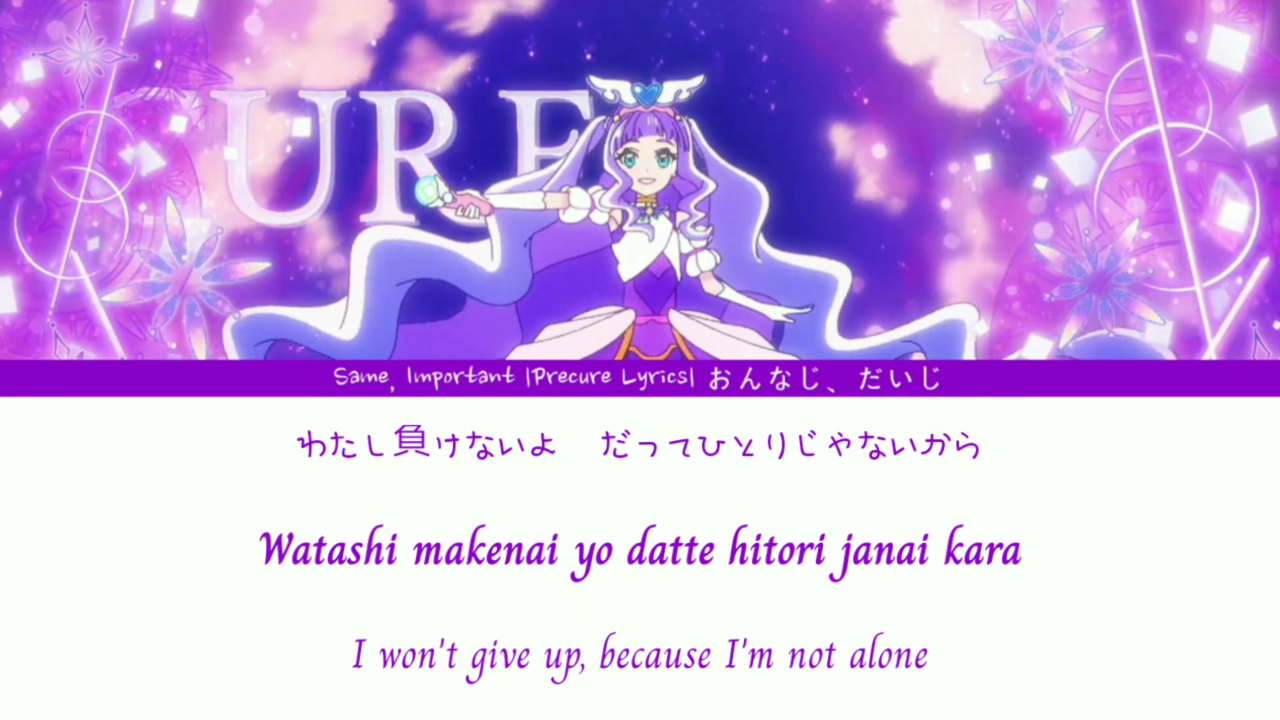 URE
Same, Important |Precure Lyrics| おんなじ、だいじ
わたし負けないよ　だってひとりじゃないから
Watashi makenai yo datte hitori janai kara
I won't give up, because I'm not alone